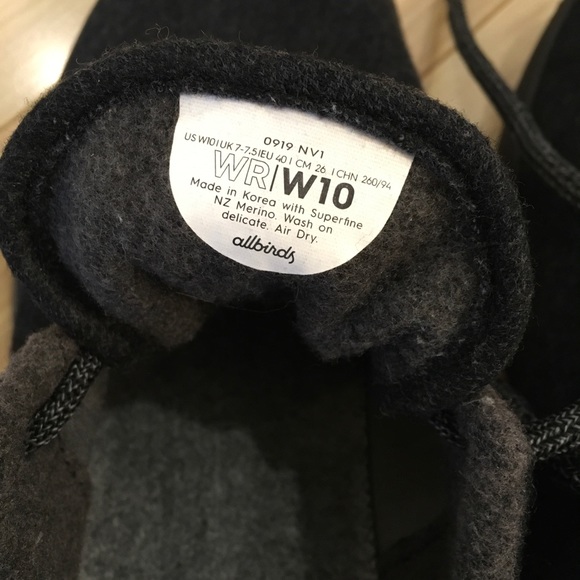 0919 NV1
US W10 | UK 7-7.5 | EU 40 | CM 26 | CHN 260/94
WR|W10
Made in Korea with Superfine
NZ Merino. Wash on
delicate. Air Dry.
allbirds